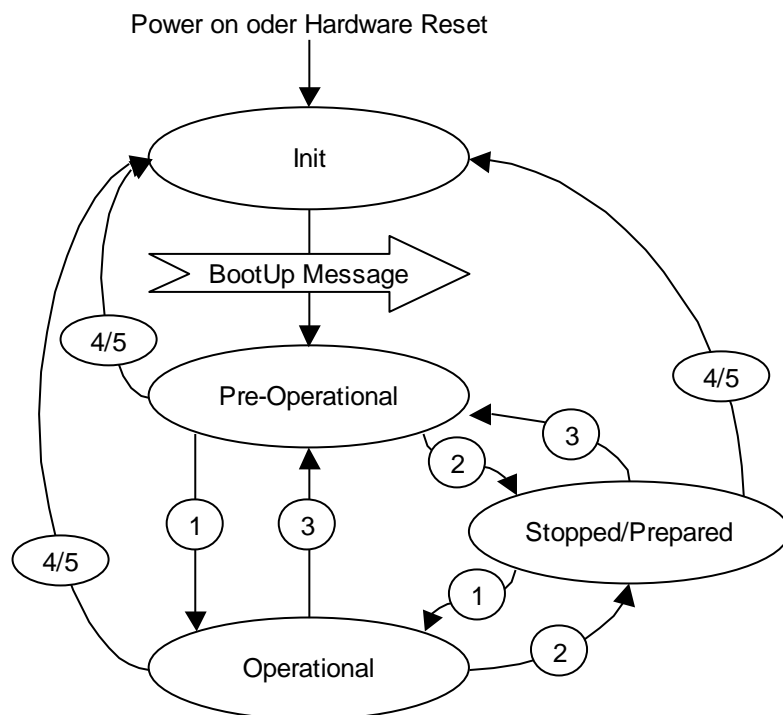 Power on oder Hardware Reset
Init
BootUp Message
4/5
4/5
Pre-Operational
3
2
1
3
Stopped/Prepared
4/5
1
Operational
2